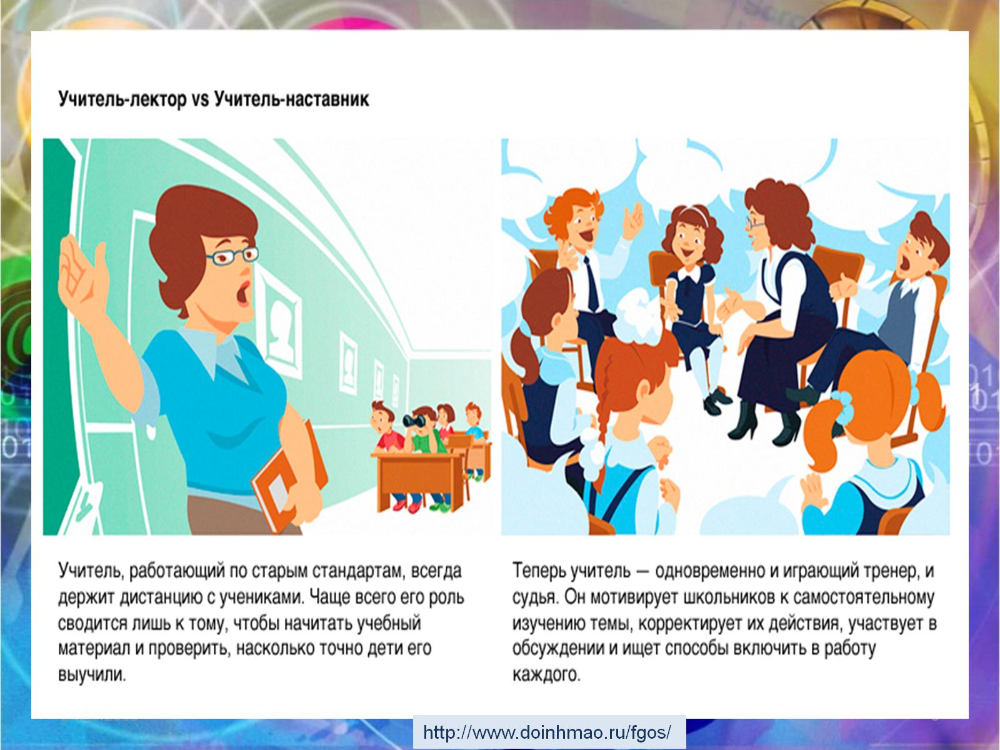 Учитель-лектор vs Учитель-наставник
Учитель, работающий по старым стандартам, всегда
держит дистанцию с учениками. Чаще всего его роль
сводится лишь к тому, чтобы начитать учебный
материал и проверить, насколько точно дети его
выучили.
Теперь учитель — одновременно и играющий тренер, и
судья. Он мотивирует школьников к самостоятельному
изучению темы, корректирует их действия, участвует в
обсуждении и ищет способы включить в работу
каждого.
http://www.doinhmao.ru/fgos/